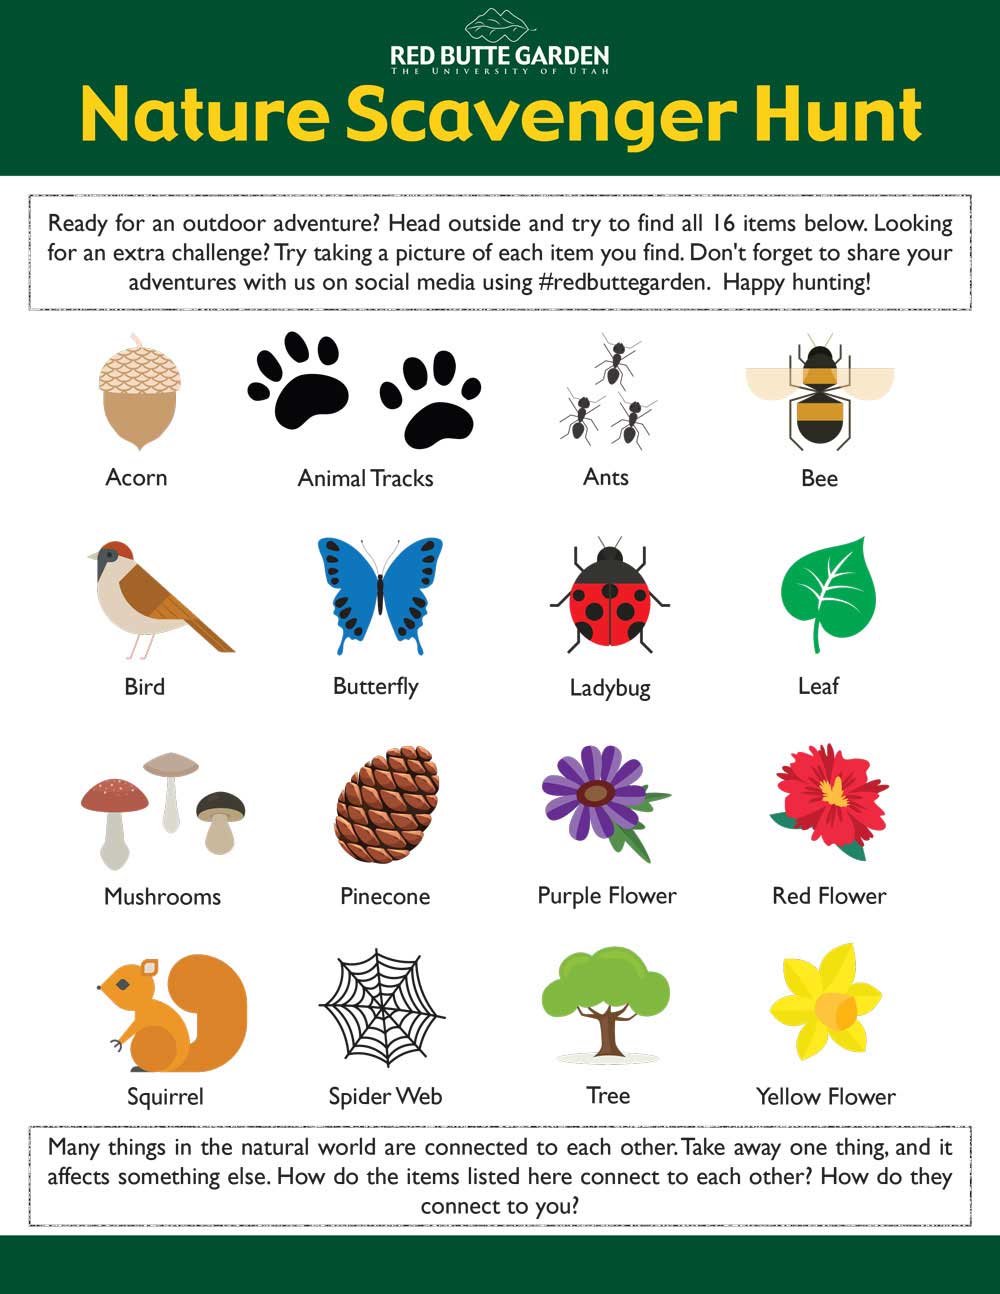 RED BUTTE GARDEN
THE UNIVERSITY OF UTAH
Nature Scavenger Hunt
Ready for an outdoor adventure? Head outside and try to find all 16 items below. Looking
for an extra challenge? Try taking a picture of each item you find. Don't forget to share your
adventures with us on social media using #redbuttegarden. Happy hunting!
Acorn
Animal Tracks
Ants
Bee
Bird
Butterfly
Ladybug
Leaf
Mushrooms
Pinecone
Purple Flower
Red Flower
Squirrel
Spider Web
Tree
Yellow Flower
Many things in the natural world are connected to each other. Take away one thing, and it
affects something else. How do the items listed here connect to each other? How do they
connect to you?